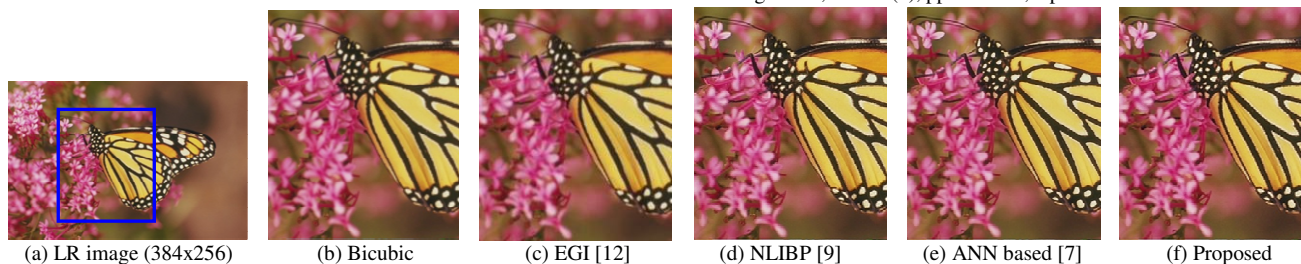 (a) LR image (384x256)
(b) Bicubic
(c) EGI [12]
(d) NLIBP [9]
(e) ANN based [7]
(f) Proposed